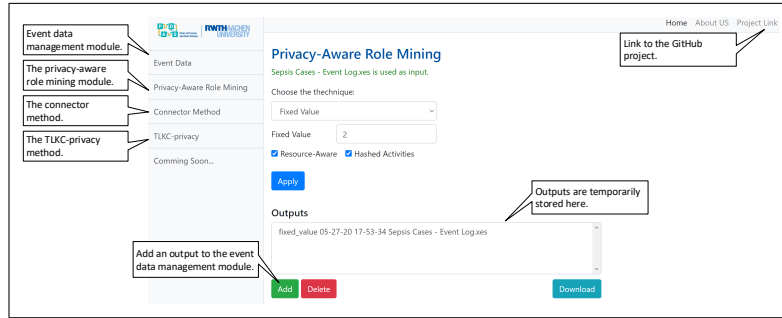 Home About US Project Link
RWTHAACHEN
UNIVERSITY
Event data
management module.
The privacy-aware
role mining module.
The connector
method.
The TLKC-privacy
method.
Event Data
Privacy-Aware Role Mining
Connector Method
TLKC-privacy
Comming Soon...
Link to the GitHub
project.
Privacy-Aware Role Mining
Sepsis Cases - Event Log.xes is used as input.
Choose the thechnique:
Fixed Value
Fixed Value 2
Resource-Aware Hashed Activities
Apply
Outputs are temporarily
stored here.
Outputs
fixed_value 05-27-20 17-53-34 Sepsis Cases - Event Log.xes
Add an output to the event
data management module.
Add Delete Download